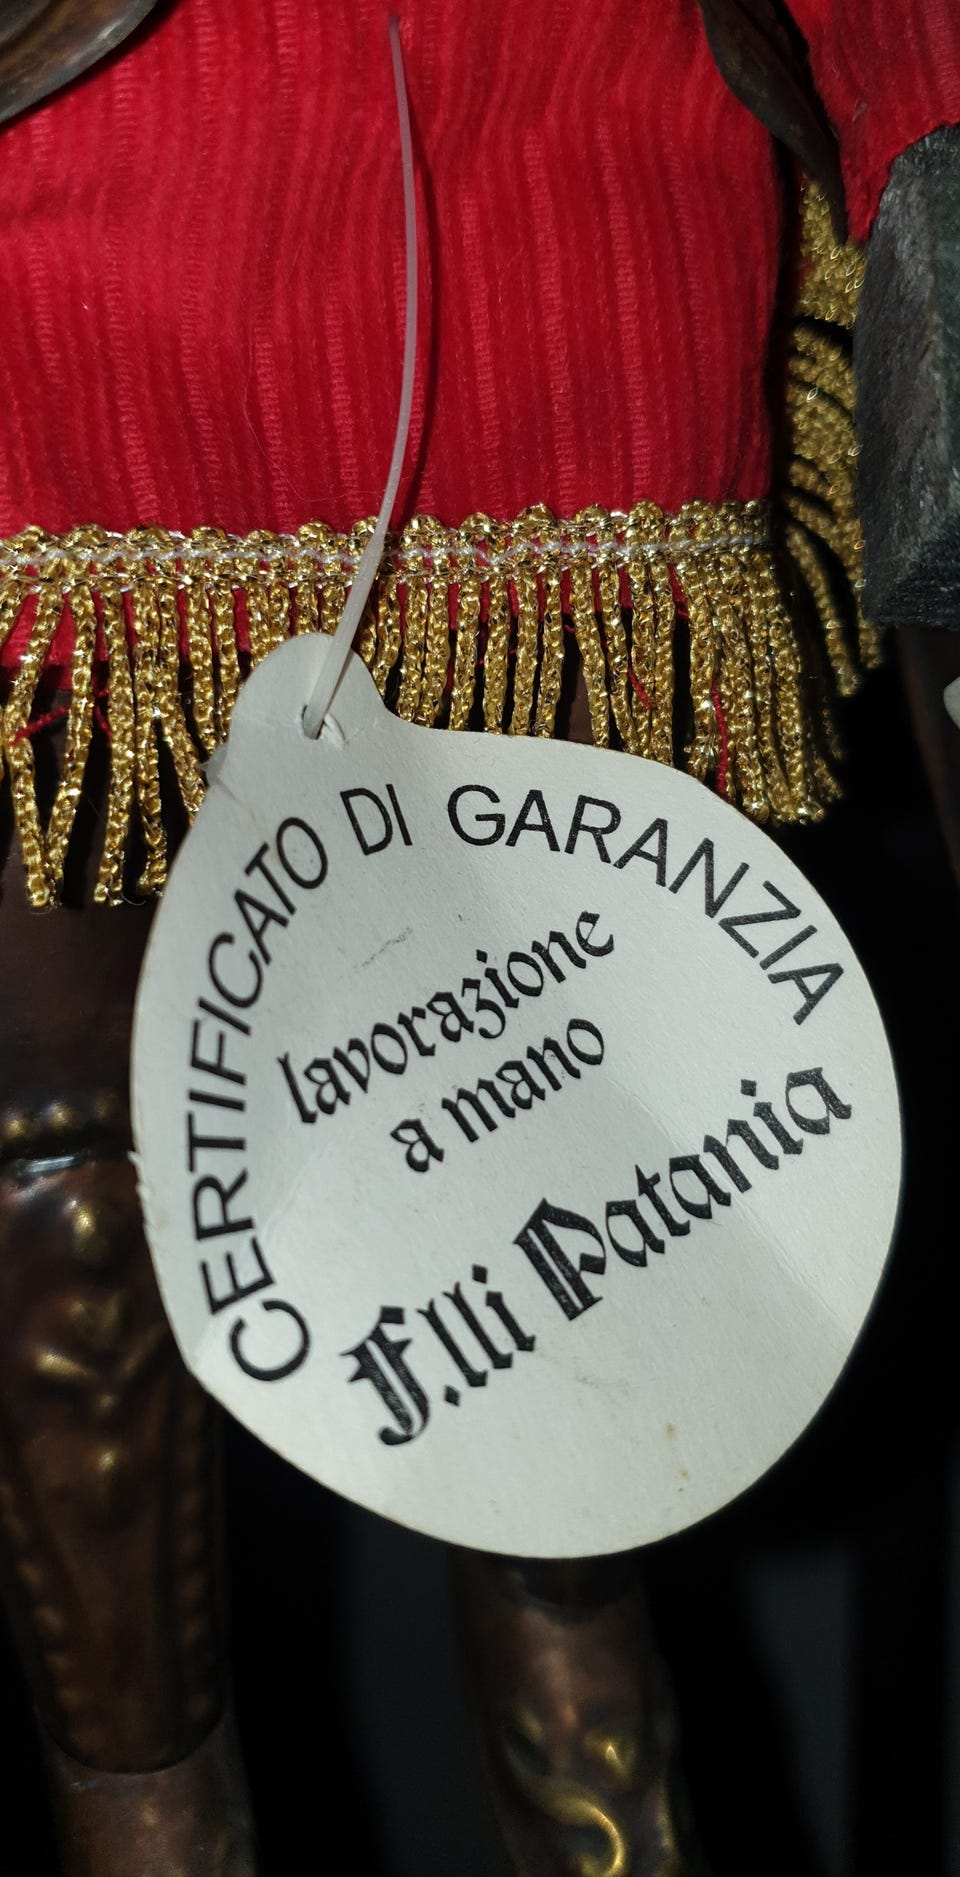 CERTIFICATO DI GARANZIA
lavorazione
a mano
F.lli Patania